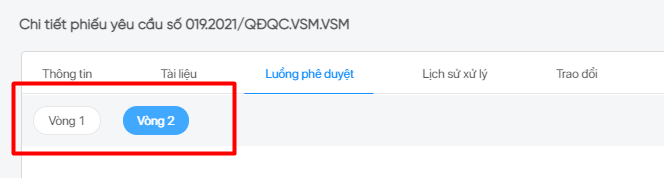 Chi tiết phiếu yêu cầu số 019.2021/QĐQC.VSM.VSM
Thông tin Tài liệu Luồng phê duyệt Lịch sử xử lý Trao đổi
Vòng 1 Vòng 2